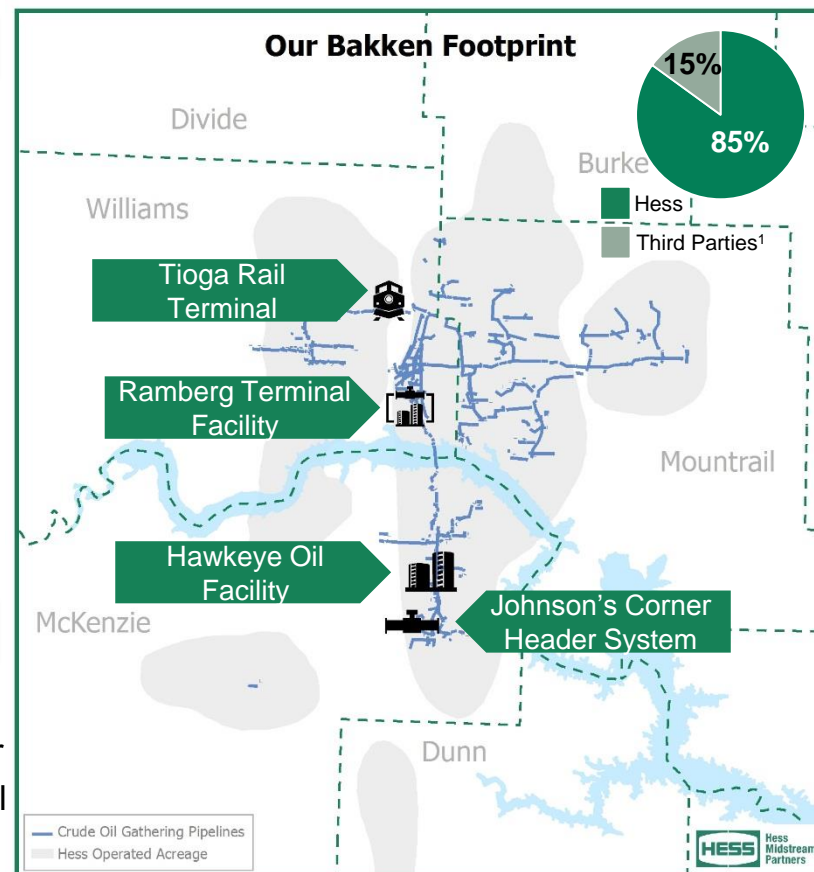 Our Bakken Footprint
15%
85%
Divide
Burke
Williams
Hess
Third Parties¹
Tioga Rail
Terminal
Ramberg Terminal
Facility
Mountrail
Hawkeye Oil
Facility
McKenzie
Johnson’s Corner
Header System
Dunn
Crude Oil Gathering Pipelines
Hess Operated Acreage
HESS
Hess
Midstream
Partners